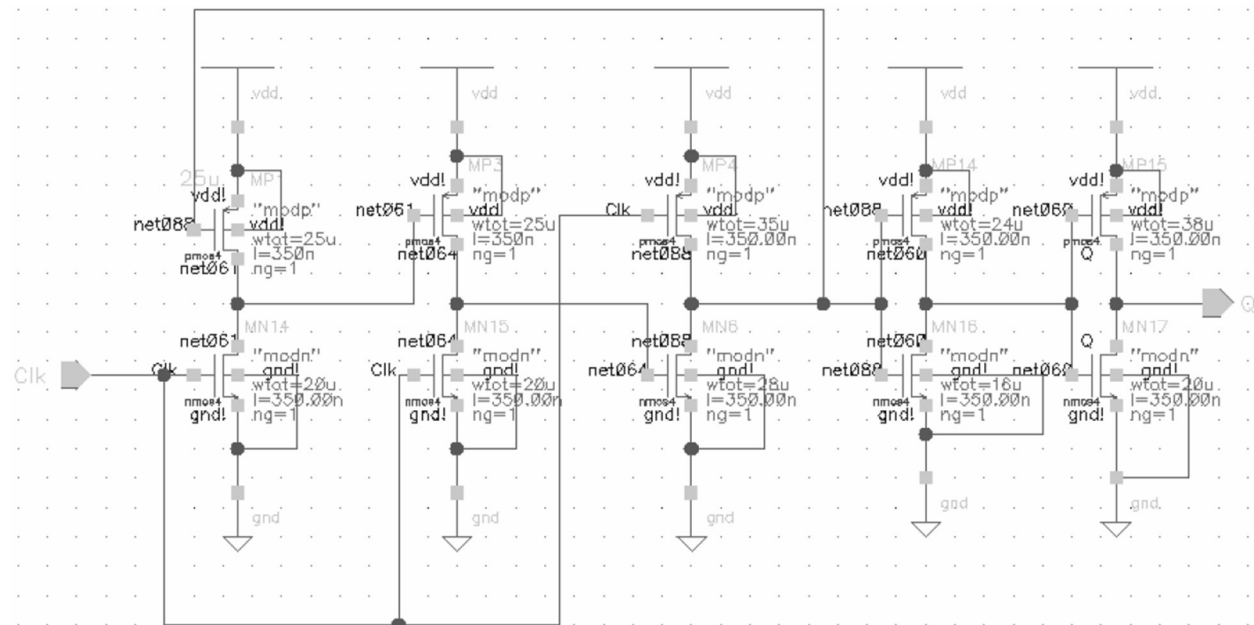 vdd vdd vdd vdd vdd
25u MP1 MP3 MP4 MP14 MP15
vdd! vdd! vdd! vdd! vdd!
"modp" "modp" "modp" "modp" "modp"
net088 net061 Clk net088 net060
vdd! vdd! vdd! vdd! vdd!
wtot=25u wtot=25u wtot=35u wtot=24u wtot=38u
l=350n l=350n l=350.00n l=350.00n l=350.00n
pmos4 pmos4 pmos4 pmos4 pmos4
ng=1 ng=1 ng=1 ng=1 ng=1
net061 net064 net088 net060 Q
Q
MN14 MN15 MN6 MN16 MN17
net061 net064 net088 net060 Q
"modn" "modn" "modn" "modn" "modn"
Clk Clk Clk net064 net088 net060
gnd! gnd! gnd! gnd! gnd!
wtot=20u wtot=20u wtot=28u wtot=16u wtot=20u
l=350.00n l=350.00n l=350.00n l=350.00n l=350.00n
nmos4 nmos4 nmos4 nmos4 nmos4
gnd! gnd! gnd! gnd! gnd!
ng=1 ng=1 ng=1 ng=1 ng=1
gnd gnd gnd gnd gnd